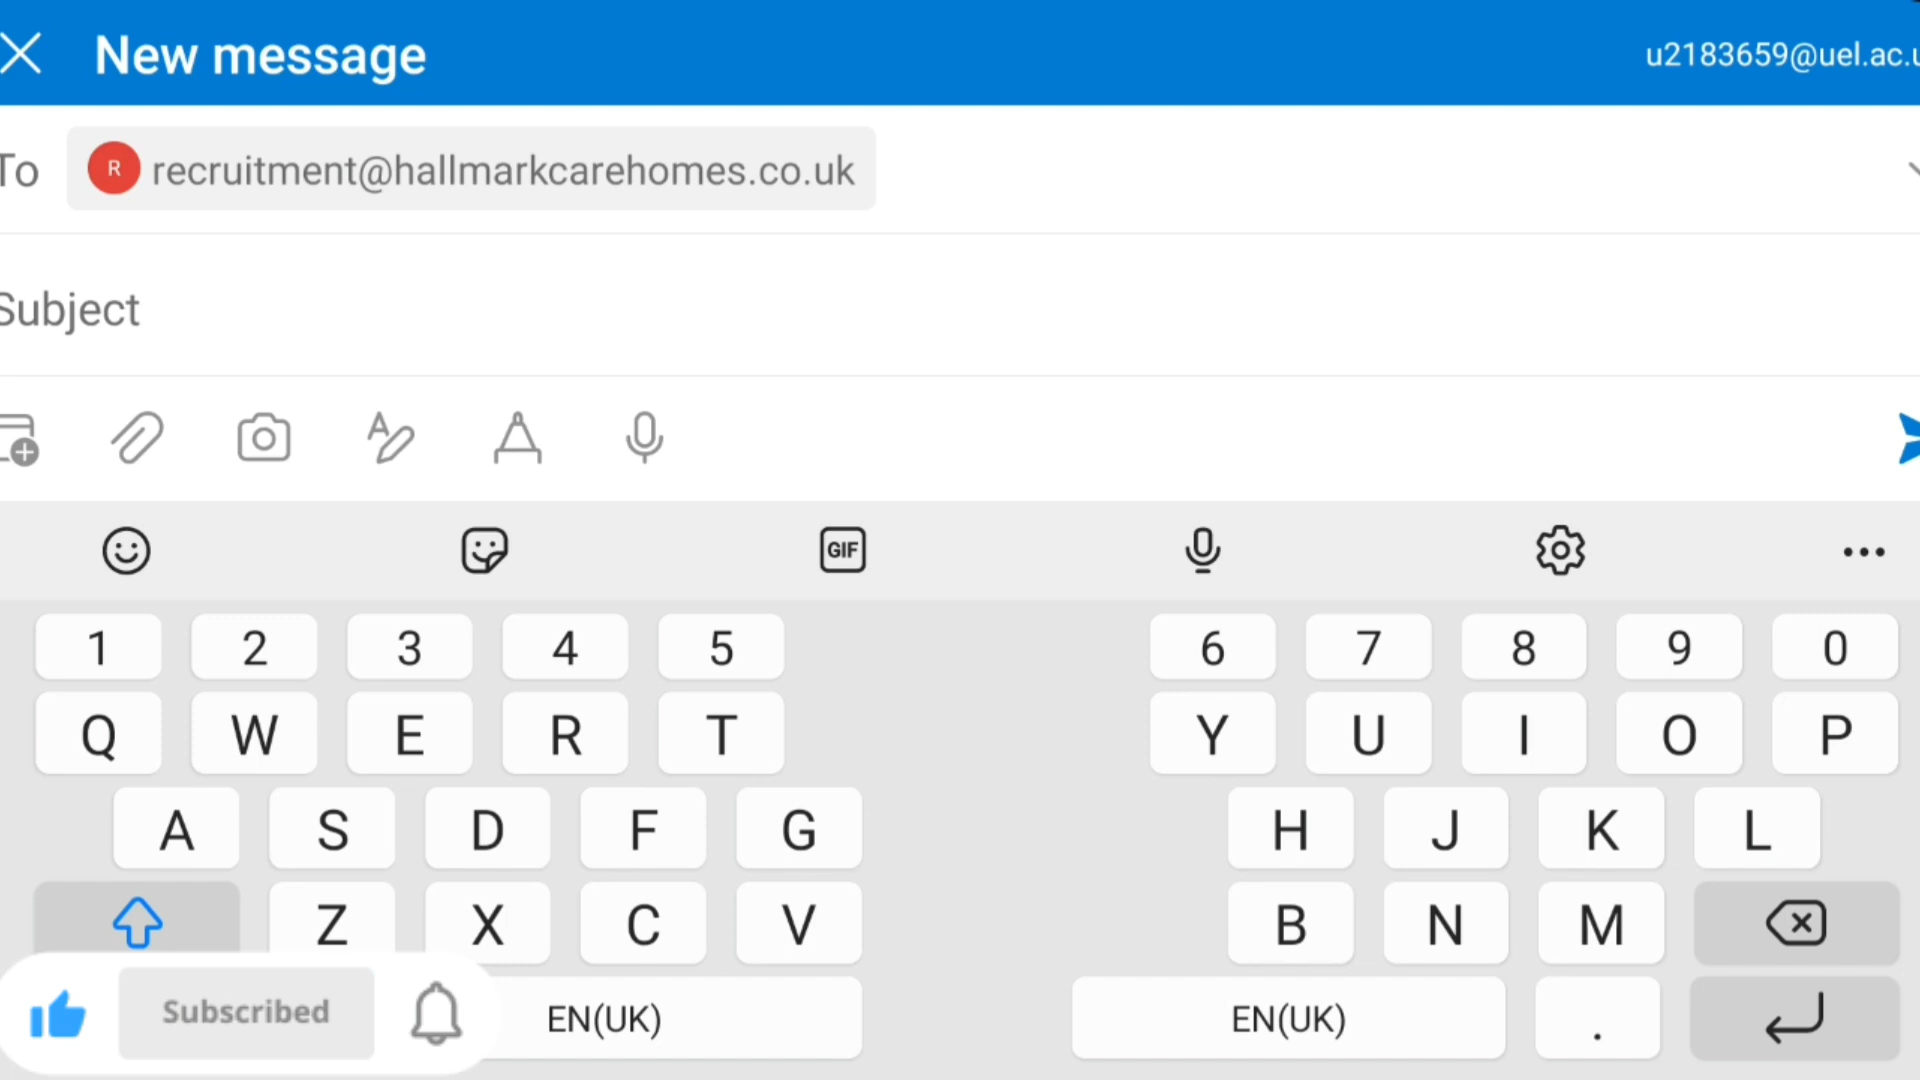 New message
u2183659@uel.ac.u
To
R
recruitment@hallmarkcarehomes.co.uk
Subject
GIF
1 2 3 4 5 6 7 8 9 0
Q W E R T Y U I O P
A S D F G H J K L
Z X C V B N M
Subscribed
EN(UK) EN(UK) .